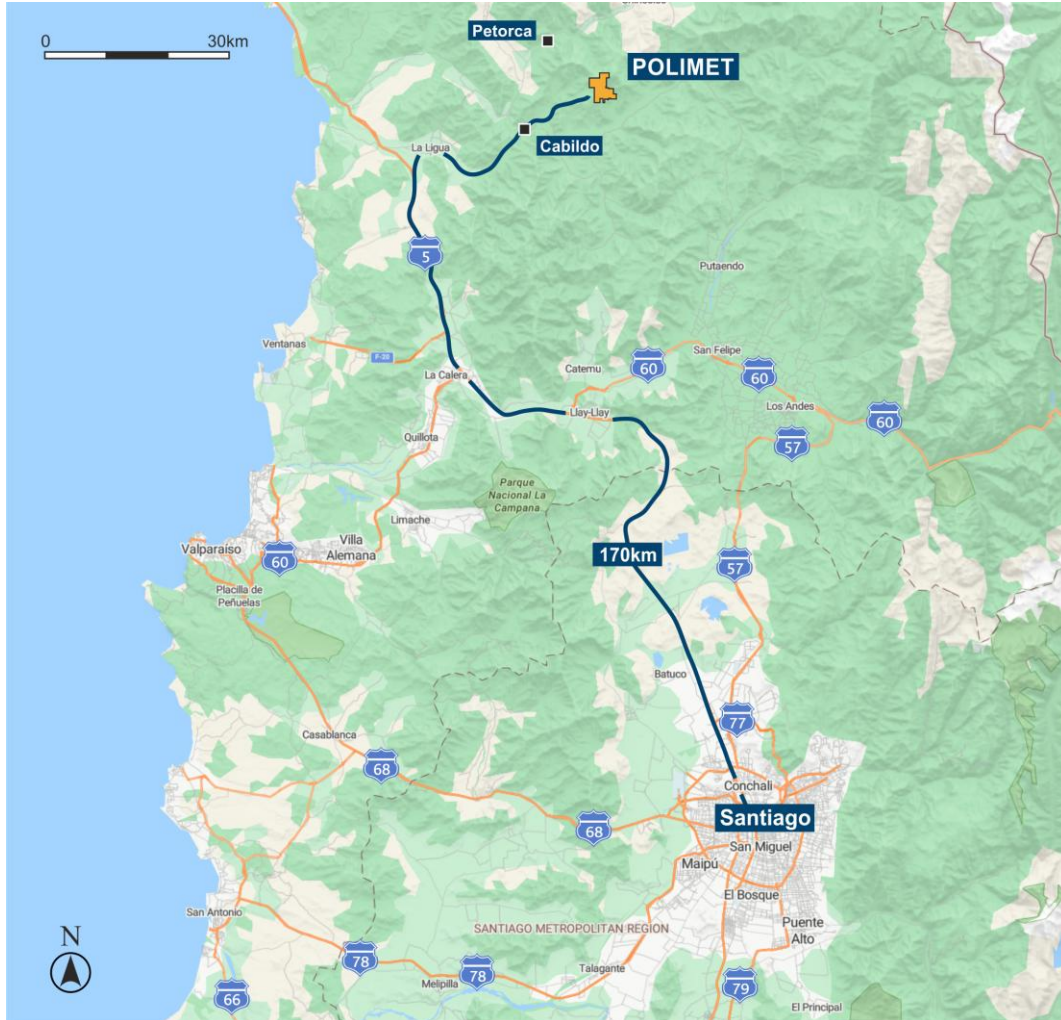 Petorca
0
30km
POLIMET
Cabildo
La Ligua
5
Putaendo
Ventanas
F-20
San Felipe
La Calera
Catemu
60
60
Los Andes
Llay-Llay
60
57
Quillota
Parque
Nacional La
Campana
Limache
Villa
Alemana
Valparaíso
60
170km
57
Placilla de
Peñuelas
Batuco
77
Casablanca
68
Conchalí
Santiago
68
San Miguel
Maipú
El Bosque
San Antonio
Puente
Alto
SANTIAGO METROPOLITAN REGION
N
78
78
Talagante
Melipilla
66
79
El Principal